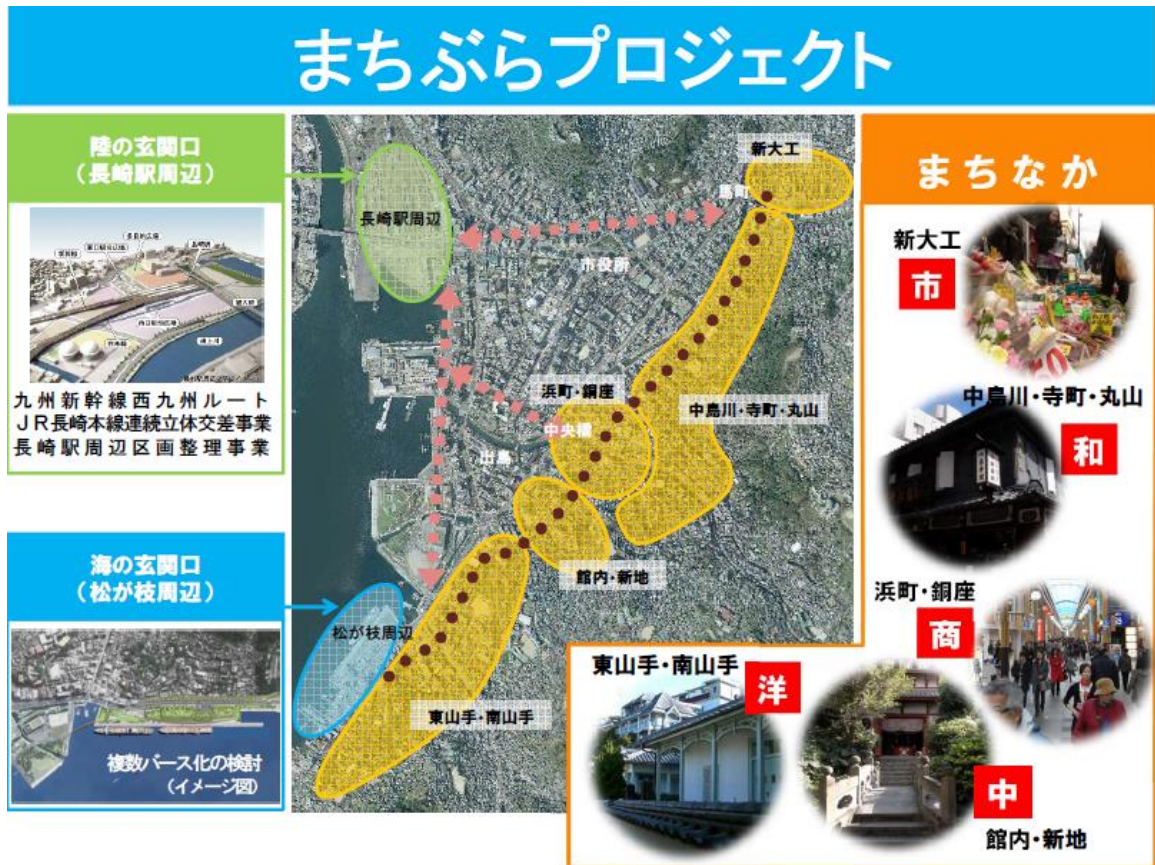 まちぶらプロジェクト
陸の玄関口
（長崎駅周辺）
九州新幹線西九州ルート
JR長崎本線連続立体交差事業
長崎駅周辺区画整理事業
海の玄関口
（松が枝周辺）
複数バース化の検討
（イメージ図）
新大工
馬町
長崎駅周辺
市役所
浜町・銅座
中央橋
中島川・寺町・丸山
出島
館内・新地
松が枝周辺
東山手・南山手
まちなか
新大工
市
中島川・寺町・丸山
和
浜町・銅座
商
東山手・南山手
洋
中
館内・新地